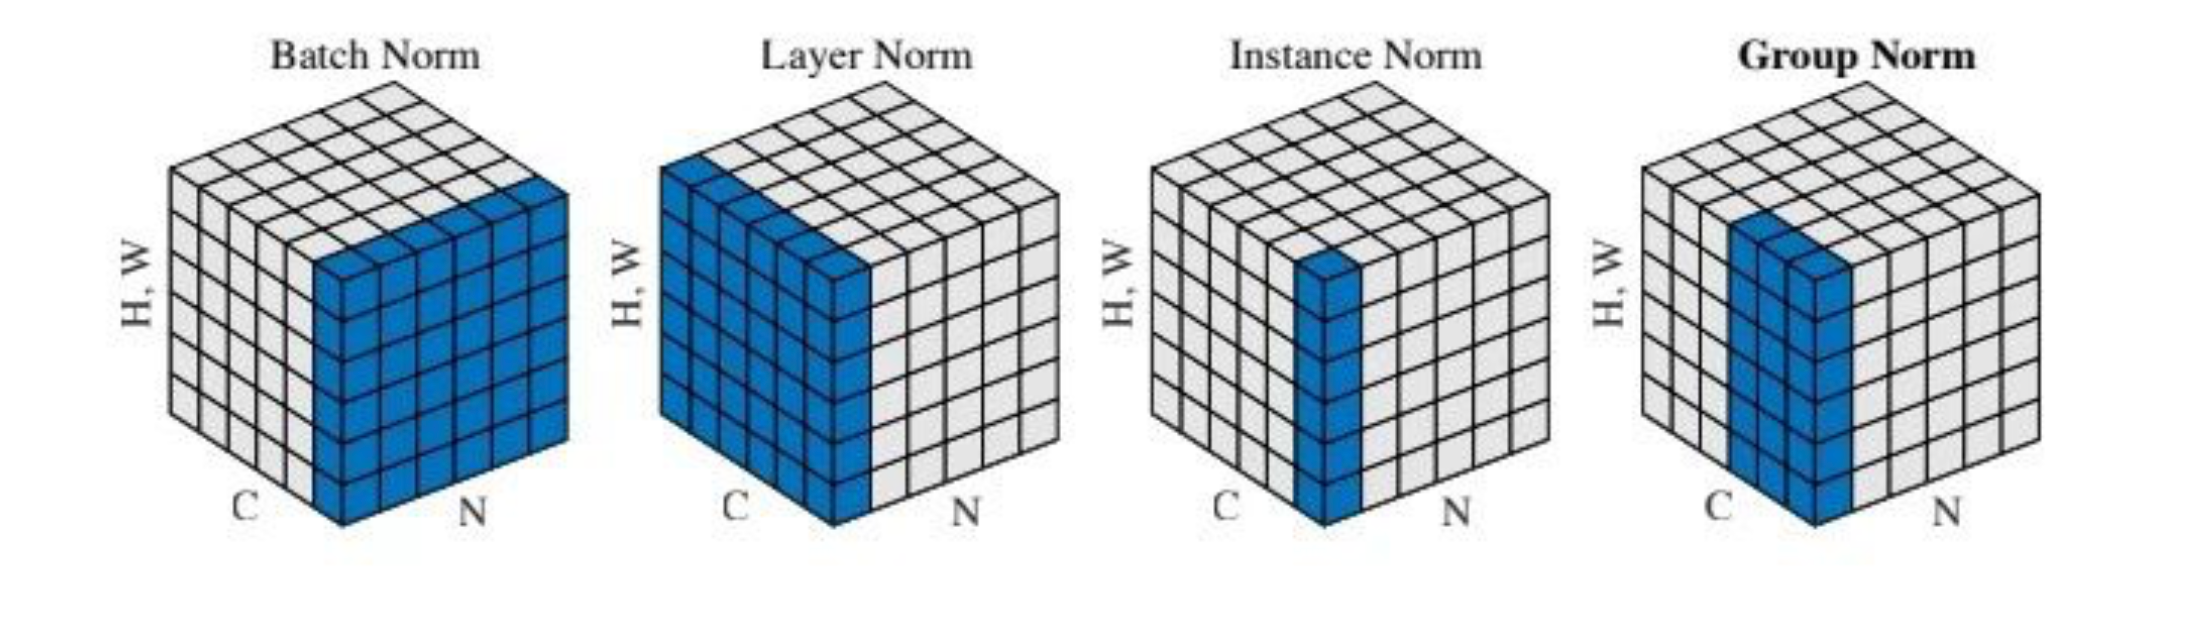 Batch Norm
Layer Norm
Instance Norm
Group Norm
H, W
C
N
H, W
C
N
H, W
C
N
H, W
C
N